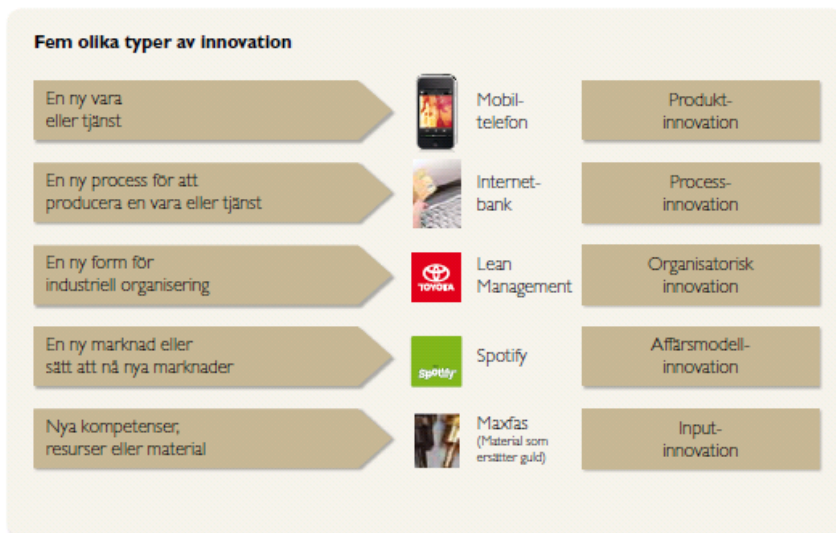 Fem olika typer av innovation
En ny vara
eller tjänst
Mobil-
telefon
Produkt-
innovation
En ny process för att
producera en vara eller tjänst
Internet-
bank
Process-
innovation
En ny form för
industriell organisering
TOYOTA
Lean
Management
Organisatorisk
innovation
En ny marknad eller
sätt att nå nya marknader
Spotify
Spotify
Affärsmodell-
innovation
Nya kompetenser,
resurser eller material
Maxfas
(Material som
ersätter guld)
Input-
innovation